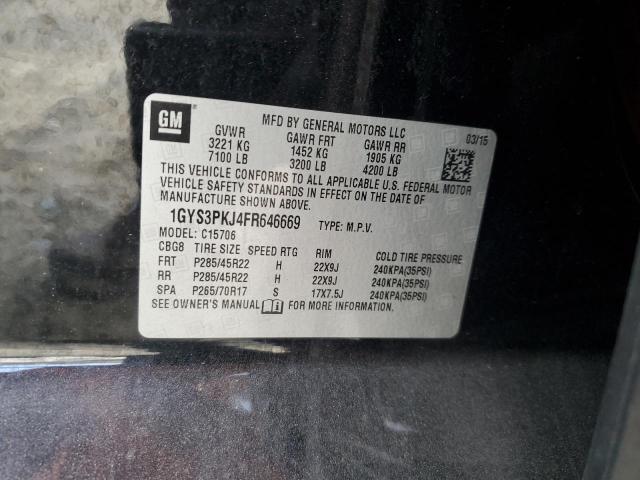 GM
MFD BY GENERAL MOTORS LLC 03/15
GVWR GAWR FRT GAWR RR
3221 KG 1452 KG 1905 KG
7100 LB 3200 LB 4200 LB
THIS VEHICLE CONFORMS TO ALL APPLICABLE U.S. FEDERAL MOTOR
VEHICLE SAFETY STANDARDS IN EFFECT ON THE DATE OF
MANUFACTURE SHOWN ABOVE.
1GYS3PKJ4FR646669 TYPE: M.P.V.
MODEL: C15706
CBG8 TIRE SIZE SPEED RTG RIM COLD TIRE PRESSURE
FRT P285/45R22 H 22X9J 240KPA(35PSI)
RR P285/45R22 H 22X9J 240KPA(35PSI)
SPA P265/70R17 S 17X7.5J 240KPA(35PSI)
SEE OWNER'S MANUAL FOR MORE INFORMATION.